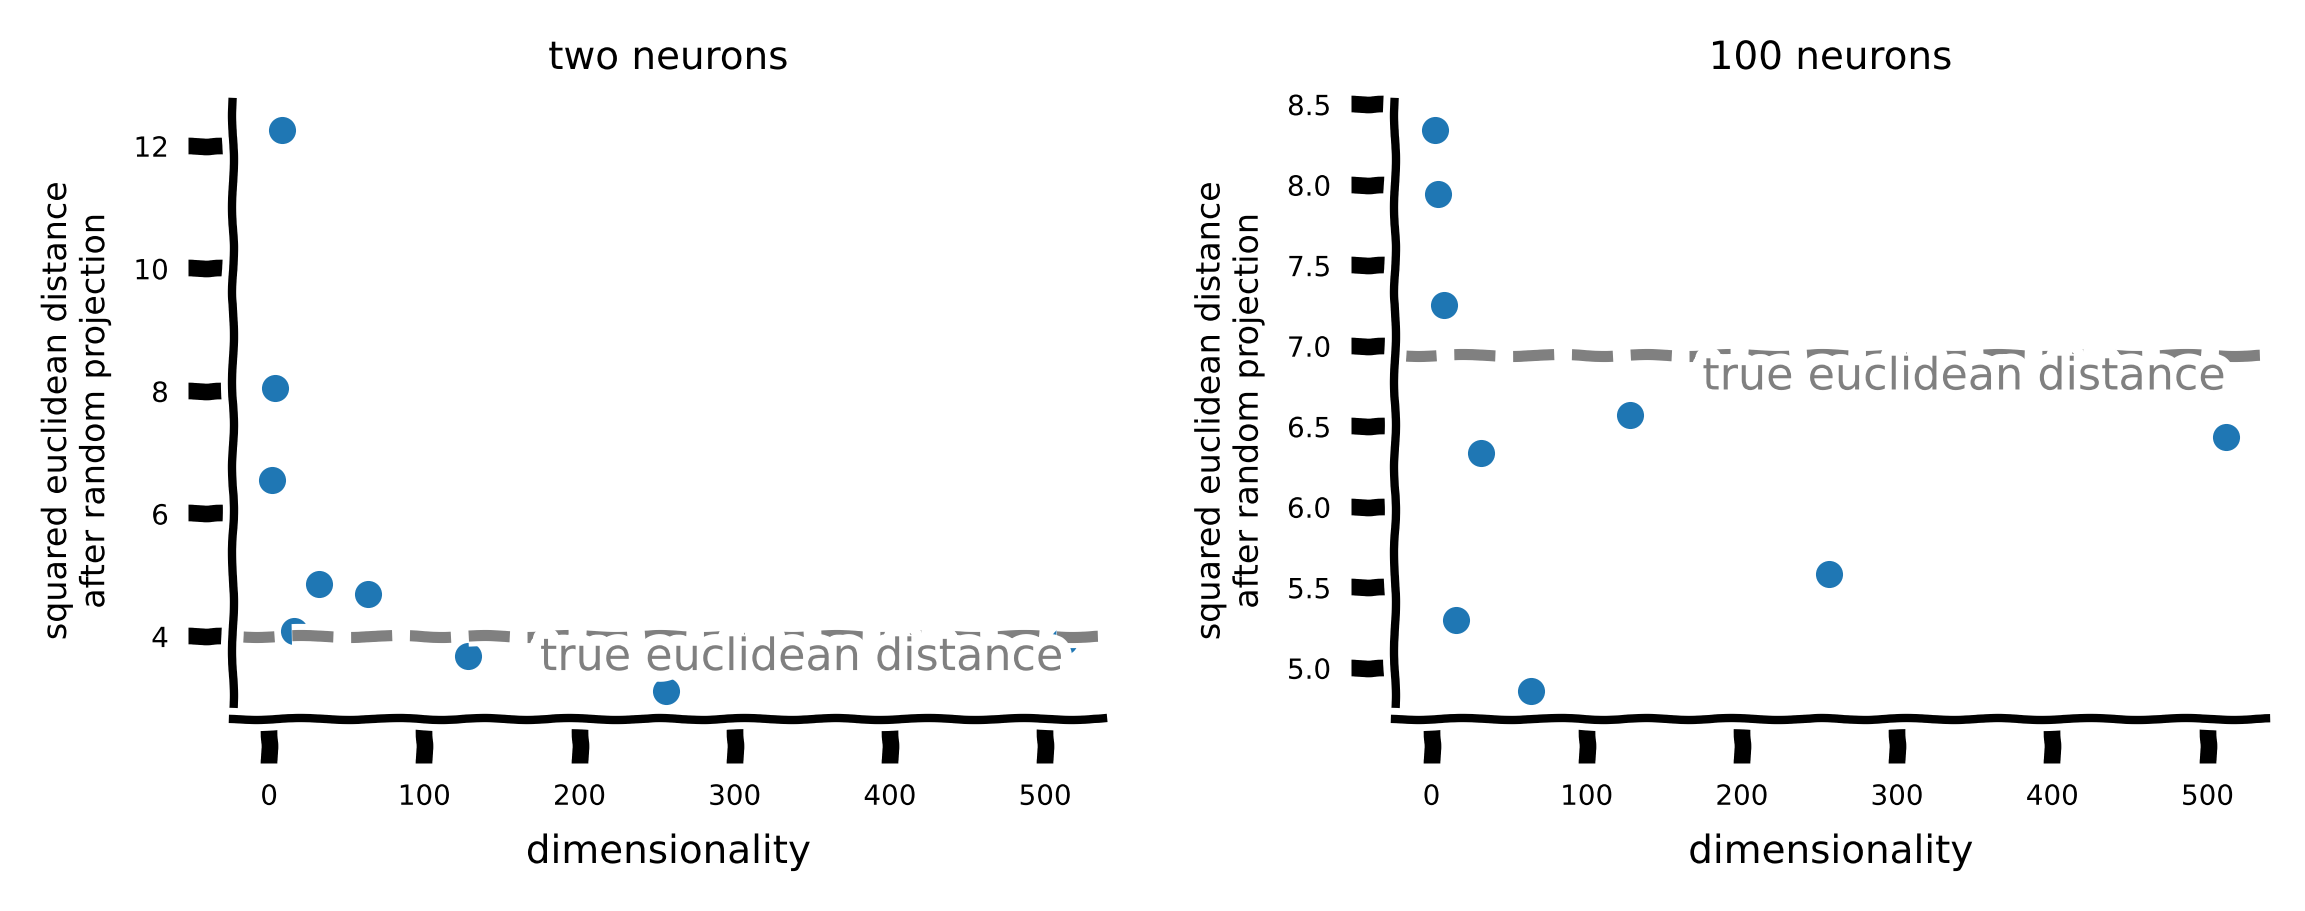 two neurons
squared euclidean distance
after random projection
12
10
8
6
4
true euclidean distance
0 100 200 300 400 500
dimensionality
100 neurons
squared euclidean distance
after random projection
8.5
8.0
7.5
7.0
6.5
6.0
5.5
5.0
true euclidean distance
0 100 200 300 400 500
dimensionality